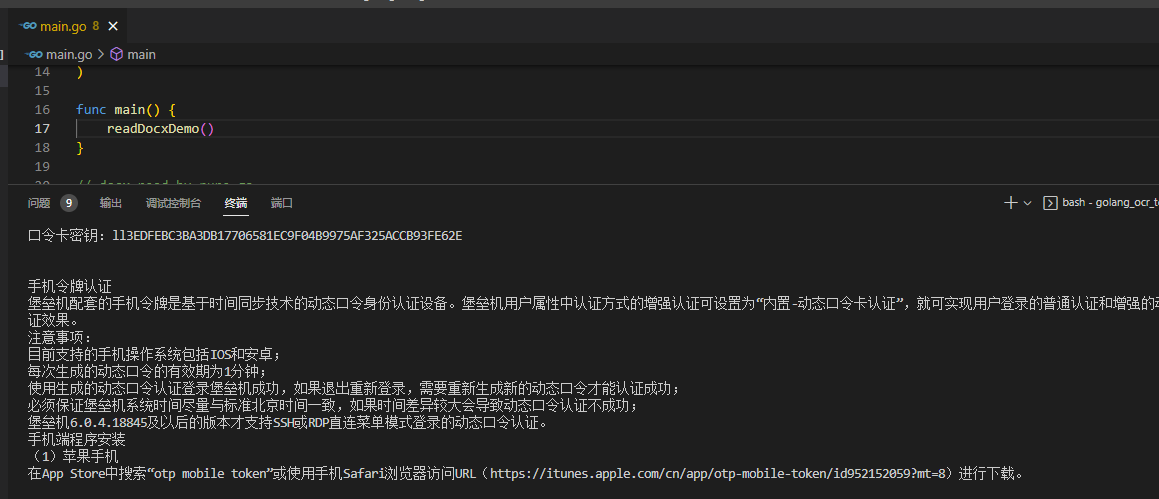 GO main.go 8 ×
GO main.go > main
14 )
15
16 func main() {
17 readDocxDemo()
18 }
19
问题 9 输出 调试控制台 终端 端口
bash - golang_ocr_t
口令卡密钥：ll3EDFEBC3BA3DB17706581EC9F04B9975AF325ACCB93FE62E
手机令牌认证
堡垒机配套的手机令牌是基于时间同步技术的动态口令身份认证设备。堡垒机用户属性中认证方式的增强认证可设置为“内置-动态口令卡认证”，就可实现用户登录的普通认证和增强的动
证效果。
注意事项：
目前支持的手机操作系统包括IOS和安卓；
每次生成的动态口令的有效期为1分钟；
使用生成的动态口令认证登录堡垒机成功，如果退出重新登录，需要重新生成新的动态口令才能认证成功；
必须保证堡垒机系统时间尽量与标准北京时间一致，如果时间差异较大会导致动态口令认证不成功；
堡垒机6.0.4.18845及以后的版本才支持SSH或RDP直连菜单模式登录的动态口令认证。
手机端程序安装
（1）苹果手机
在App Store中搜索“otp mobile token”或使用手机Safari浏览器访问URL（https://itunes.apple.com/cn/app/otp-mobile-token/id952152059?mt=8）进行下载。